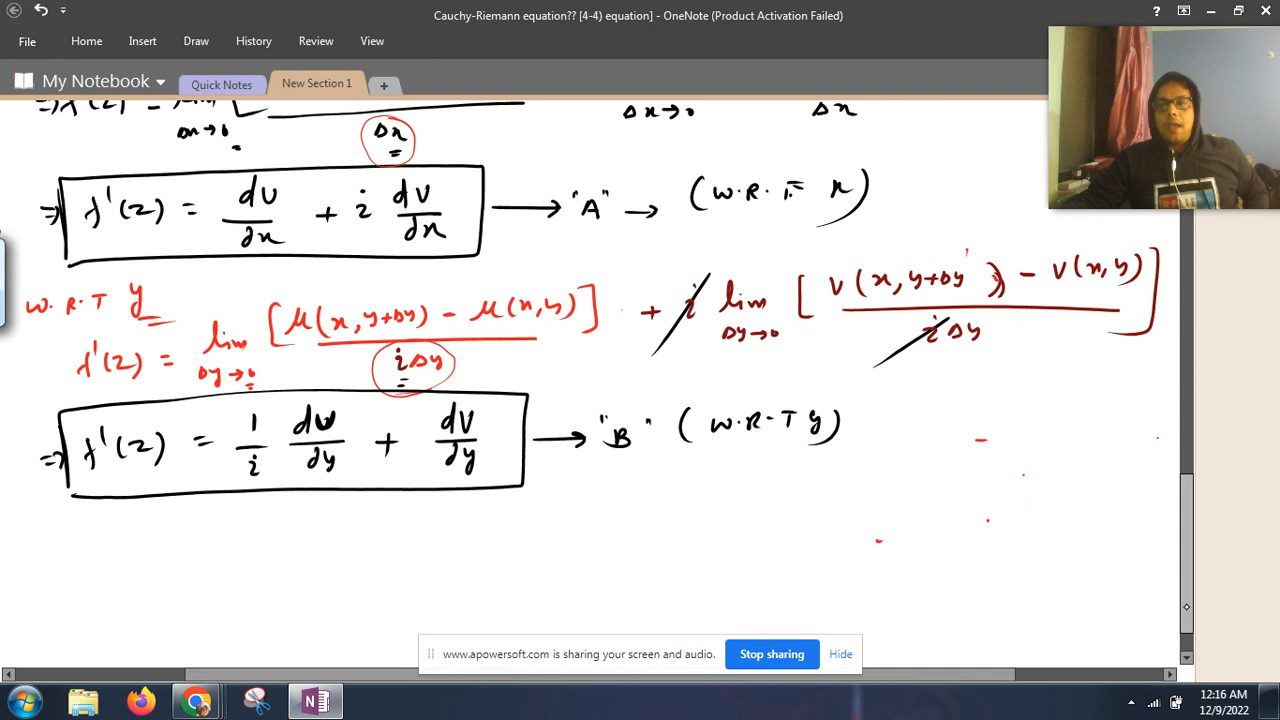 Cauchy-Riemann equation?? [4-4) equation] - OneNote (Product Activation Failed)
File Home Insert Draw History Review View
My Notebook Quick Notes New Section 1 +
=> f'(z) = lim
Δx→0 Δx Δx→0 Δx
=> f'(z) = du/dx + i dv/dx → "A" → (W.R.T x)
W.R.T y
f'(z) = lim Δy→0 [μ(x, y+Δy) - μ(x,y)] / iΔy + i lim Δy→0 [v(x, y+Δy) - v(x,y)] / iΔy
=> f'(z) = 1/i du/dy + dv/dy → "B" (W.R-T y)
www.apowersoft.com is sharing your screen and audio. Stop sharing Hide
12:16 AM
12/9/2022